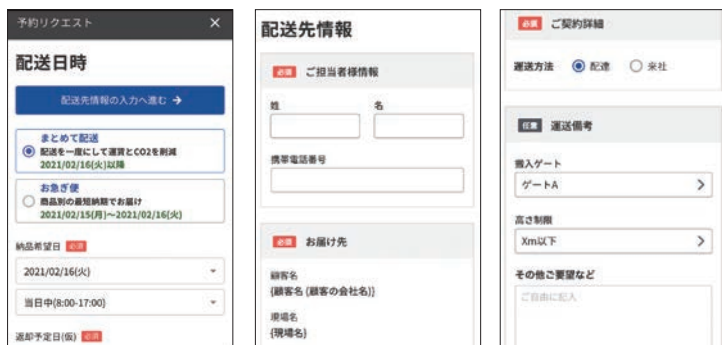 予約リクエスト ×
配送日時
配送先情報の入力へ進む →
まとめて配送
配送を一度にして運賃とCO2を削減
2021/02/16(火)以降
お急ぎ便
商品別の最短納期でお届け
2021/02/15(月)～2021/02/16(火)
納品希望日 必須
2021/02/16(火)
当日中(8:00-17:00)
返却予定日(仮) 必須
配送先情報
必須 ご担当者様情報
姓 名
携帯電話番号
必須 お届け先
顧客名
{顧客名 (顧客の会社名)}
現場名
{現場名}
必須 ご契約詳細
運送方法 配達 来社
任意 運送備考
搬入ゲート
ゲートA
高さ制限
Xm以下
その他ご要望など
ご自由に記入